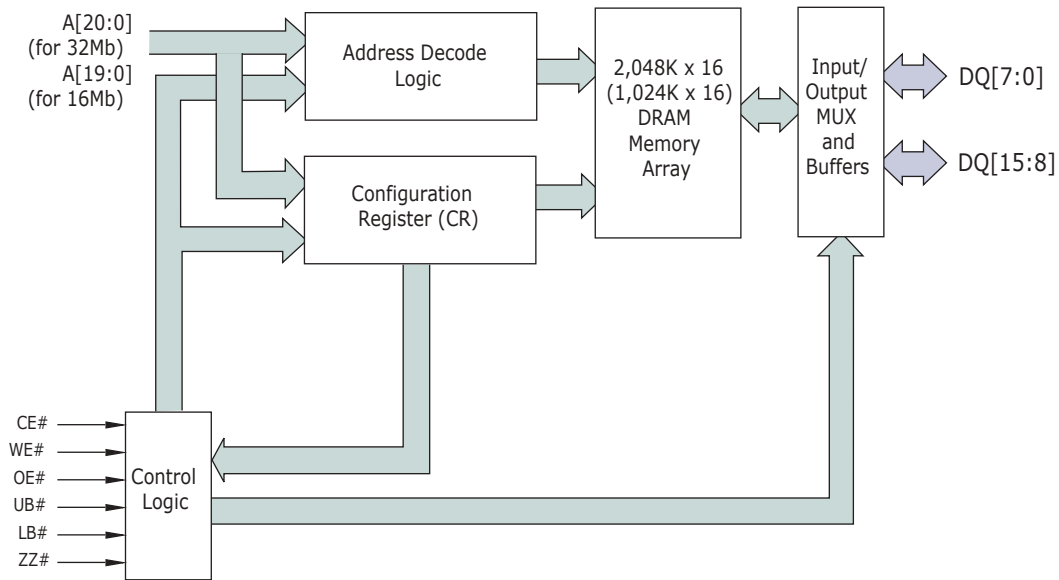 A[20:0]
(for 32Mb)
A[19:0]
(for 16Mb)
Address Decode
Logic
2,048K x 16
(1,024K x 16)
DRAM
Memory
Array
Input/
Output
MUX
and
Buffers
DQ[7:0]
DQ[15:8]
Configuration
Register (CR)
CE#
WE#
OE#
UB#
LB#
ZZ#
Control
Logic